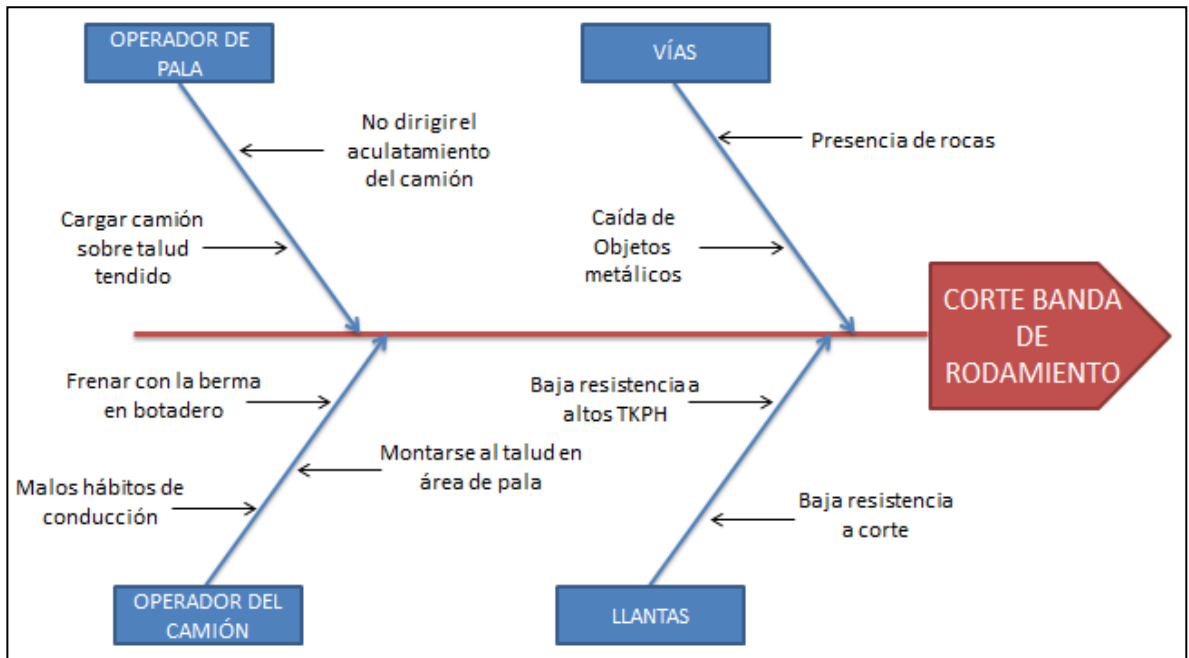 OPERADOR DE
PALA
VÍAS
No dirigir el
aculatamiento
del camión
Presencia de rocas
Cargar camión
sobre talud
tendido
Caída de
Objetos
metálicos
CORTE BANDA
DE
RODAMIENTO
Frenar con la berma
en botadero
Baja resistencia a
altos TKPH
Montarse al talud en
área de pala
Malos hábitos de
conducción
Baja resistencia
a corte
OPERADOR DEL
CAMIÓN
LLANTAS